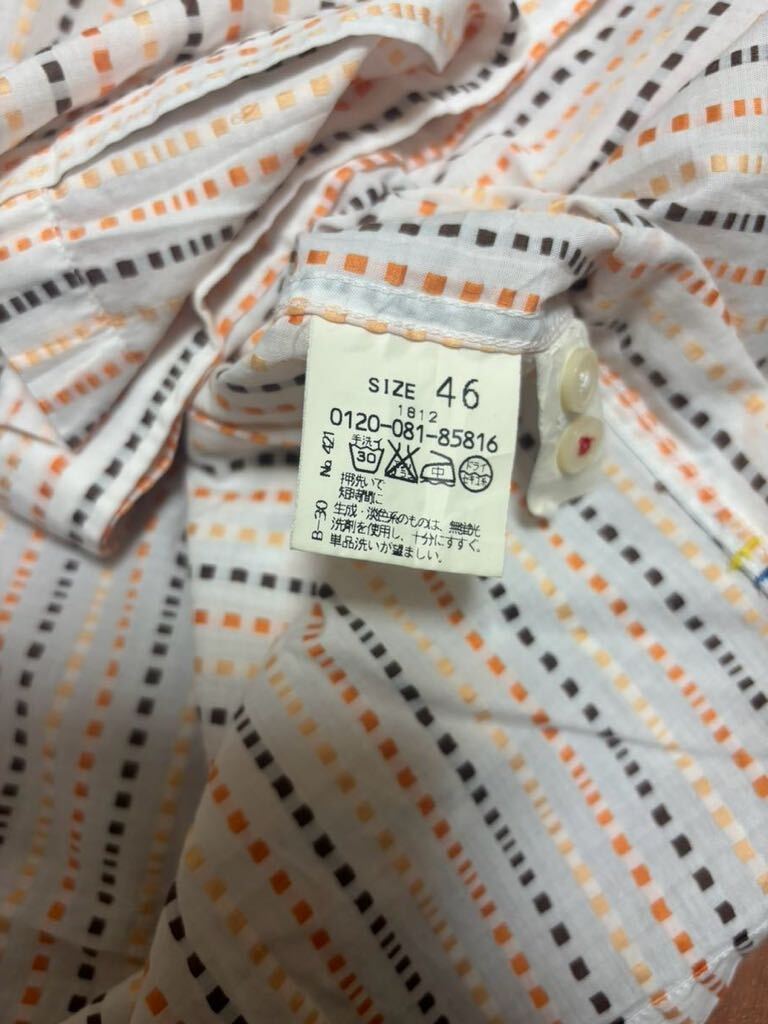 SIZE 46
1812
0120-081-85816
手洗イ
30
中
ドライ
押洗いで
短時間に
生成・淡色系のものは、無蛍光
洗剤を使用し、十分にすすぐ。
単品洗いが望ましい。
B-30 No. 421